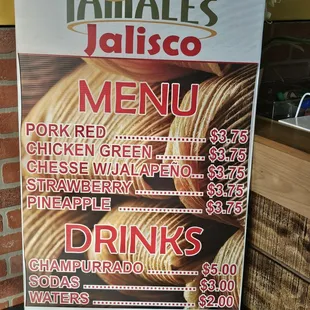 TAMALES
Jalisco
MENU
PORK RED ............... $3.75
CHICKEN GREEN ............... $3.75
CHESSE W/JALAPEÑO... $3.75
STRAWBERRY ............... $3.75
PINEAPPLE ............... $3.75
DRINKS
CHAMPURRADO ............ $5.00
SODAS ............... $3.00
WATERS ............... $2.00